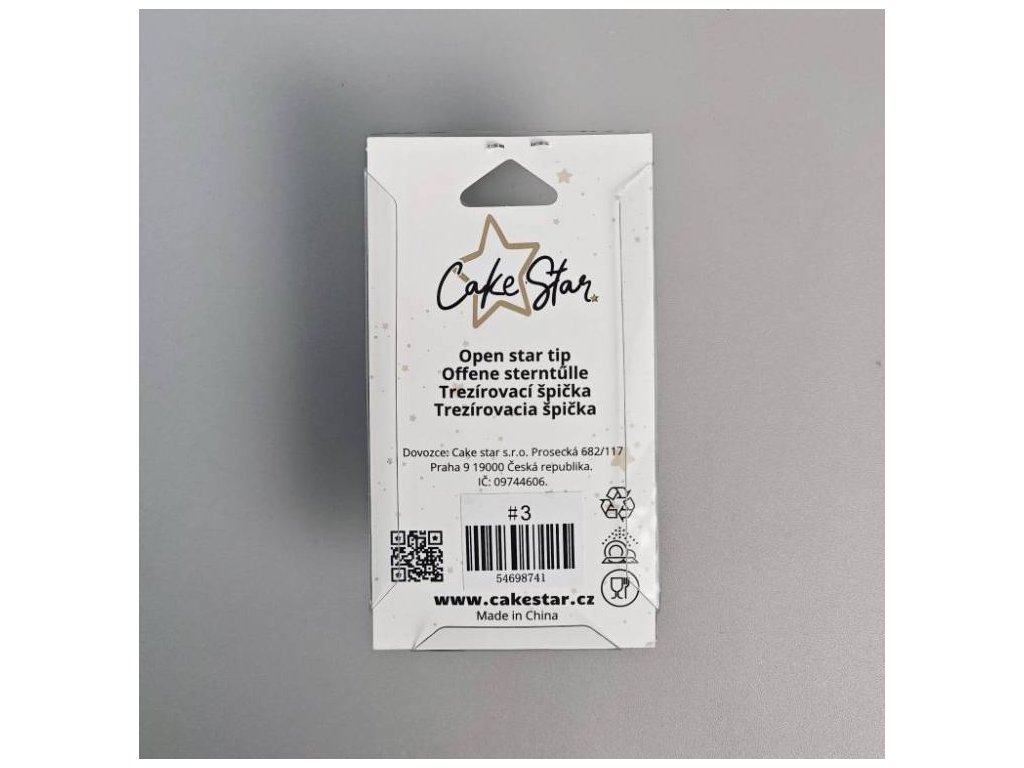 Cake Star
Open star tip
Offene sterntűlle
Trezírovací špička
Trezírovacia špička
Dovozce: Cake star s.r.o. Prosecká 682/117
Praha 9 19000 Česká republika.
IČ: 09744606.
#3
54698741
www.cakestar.cz
Made in China